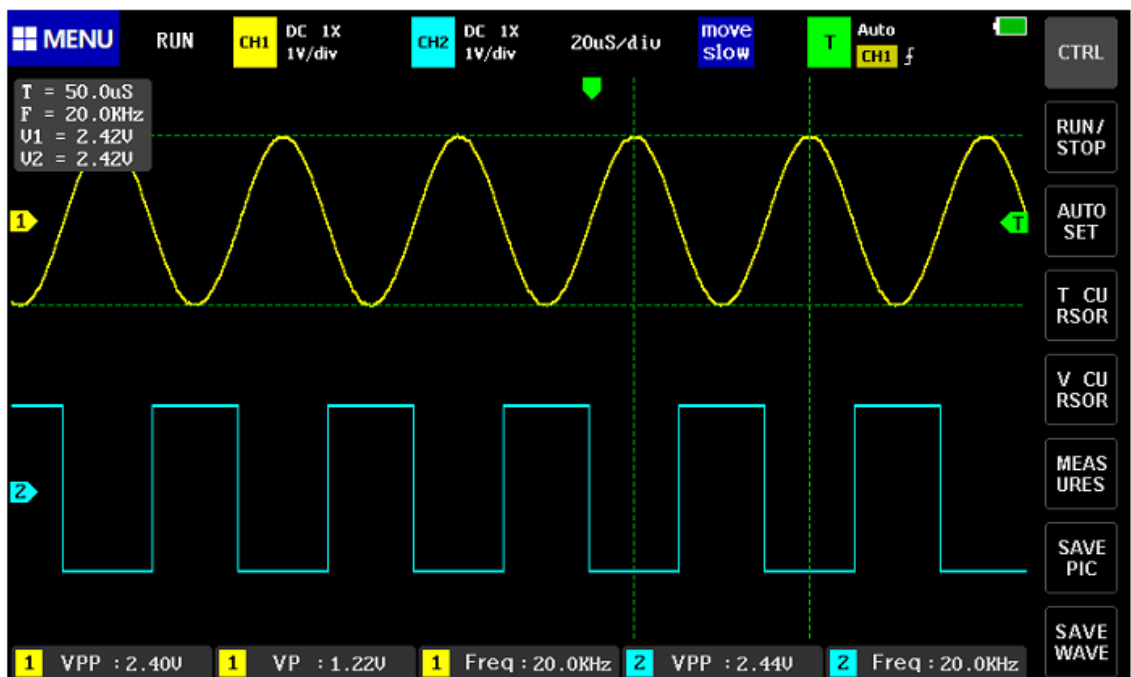 MENU RUN CH1 DC 1X CH2 DC 1X 20uS/div move T Auto
1V/div 1V/div slow CH1
CTRL
T = 50.0uS
F = 20.0KHz
V1 = 2.42V
V2 = 2.42V
RUN/
STOP
1
T
AUTO
SET
T CU
RSOR
V CU
RSOR
2
MEAS
URES
SAVE
PIC
SAVE
WAVE
1 VPP :2.40V 1 VP :1.22V 1 Freq:20.0KHz 2 VPP :2.44V 2 Freq:20.0KHz